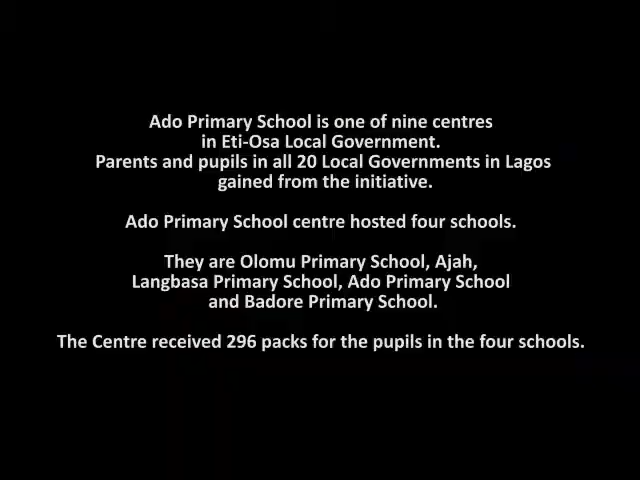 Ado Primary School is one of nine centres
in Eti-Osa Local Government.
Parents and pupils in all 20 Local Governments in Lagos
gained from the initiative.
Ado Primary School centre hosted four schools.
They are Olomu Primary School, Ajah,
Langbasa Primary School, Ado Primary School
and Badore Primary School.
The Centre received 296 packs for the pupils in the four schools.